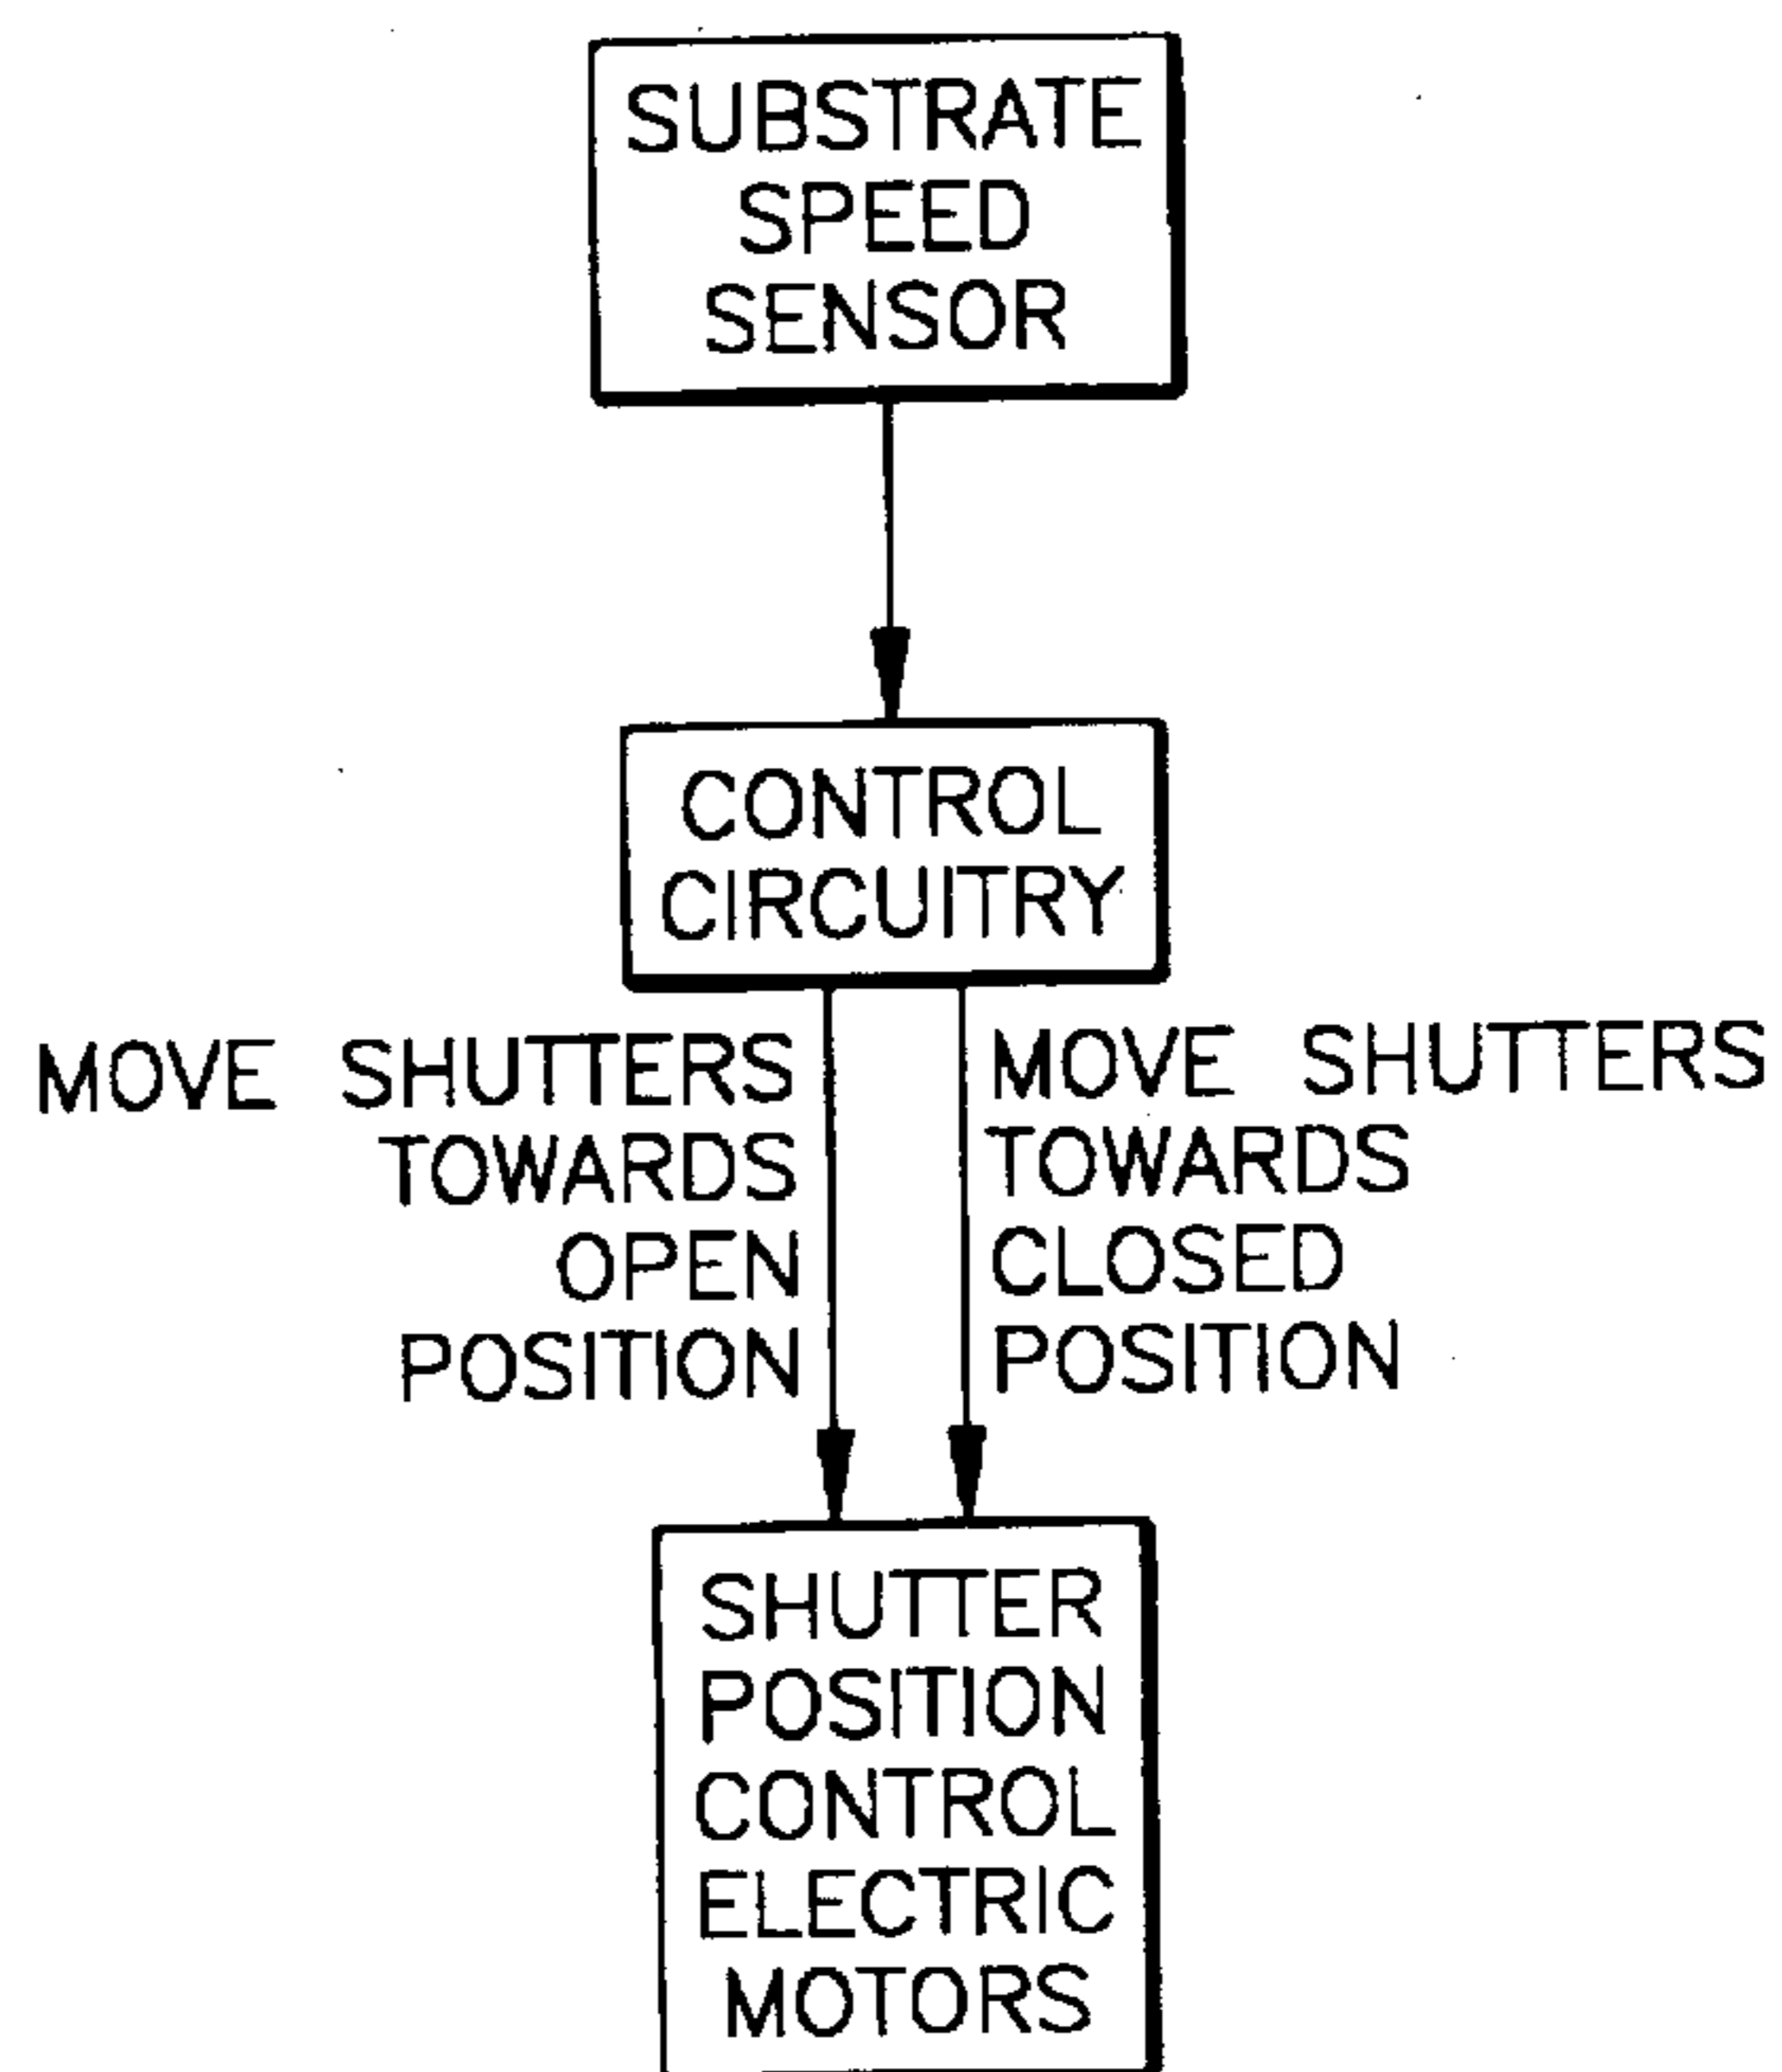 SUBSTRATE
SPEED
SENSOR
CONTROL
CIRCUITRY
MOVE SHUTTERS
TOWARDS
OPEN
POSITION
MOVE SHUTTERS
TOWARDS
CLOSED
POSITION
SHUTTER
POSITION
CONTROL
ELECTRIC
MOTORS